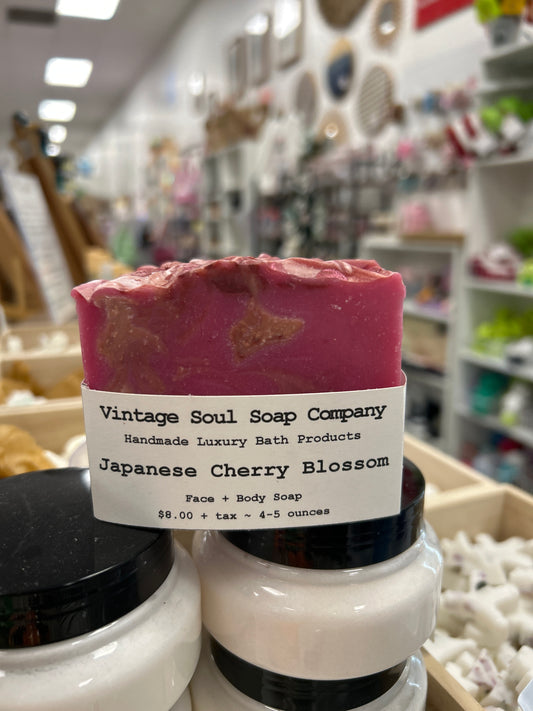 Vintage Soul Soap Company
Handmade Luxury Bath Products
Japanese Cherry Blossom
Face + Body Soap
$8.00 + tax ~ 4-5 ounces